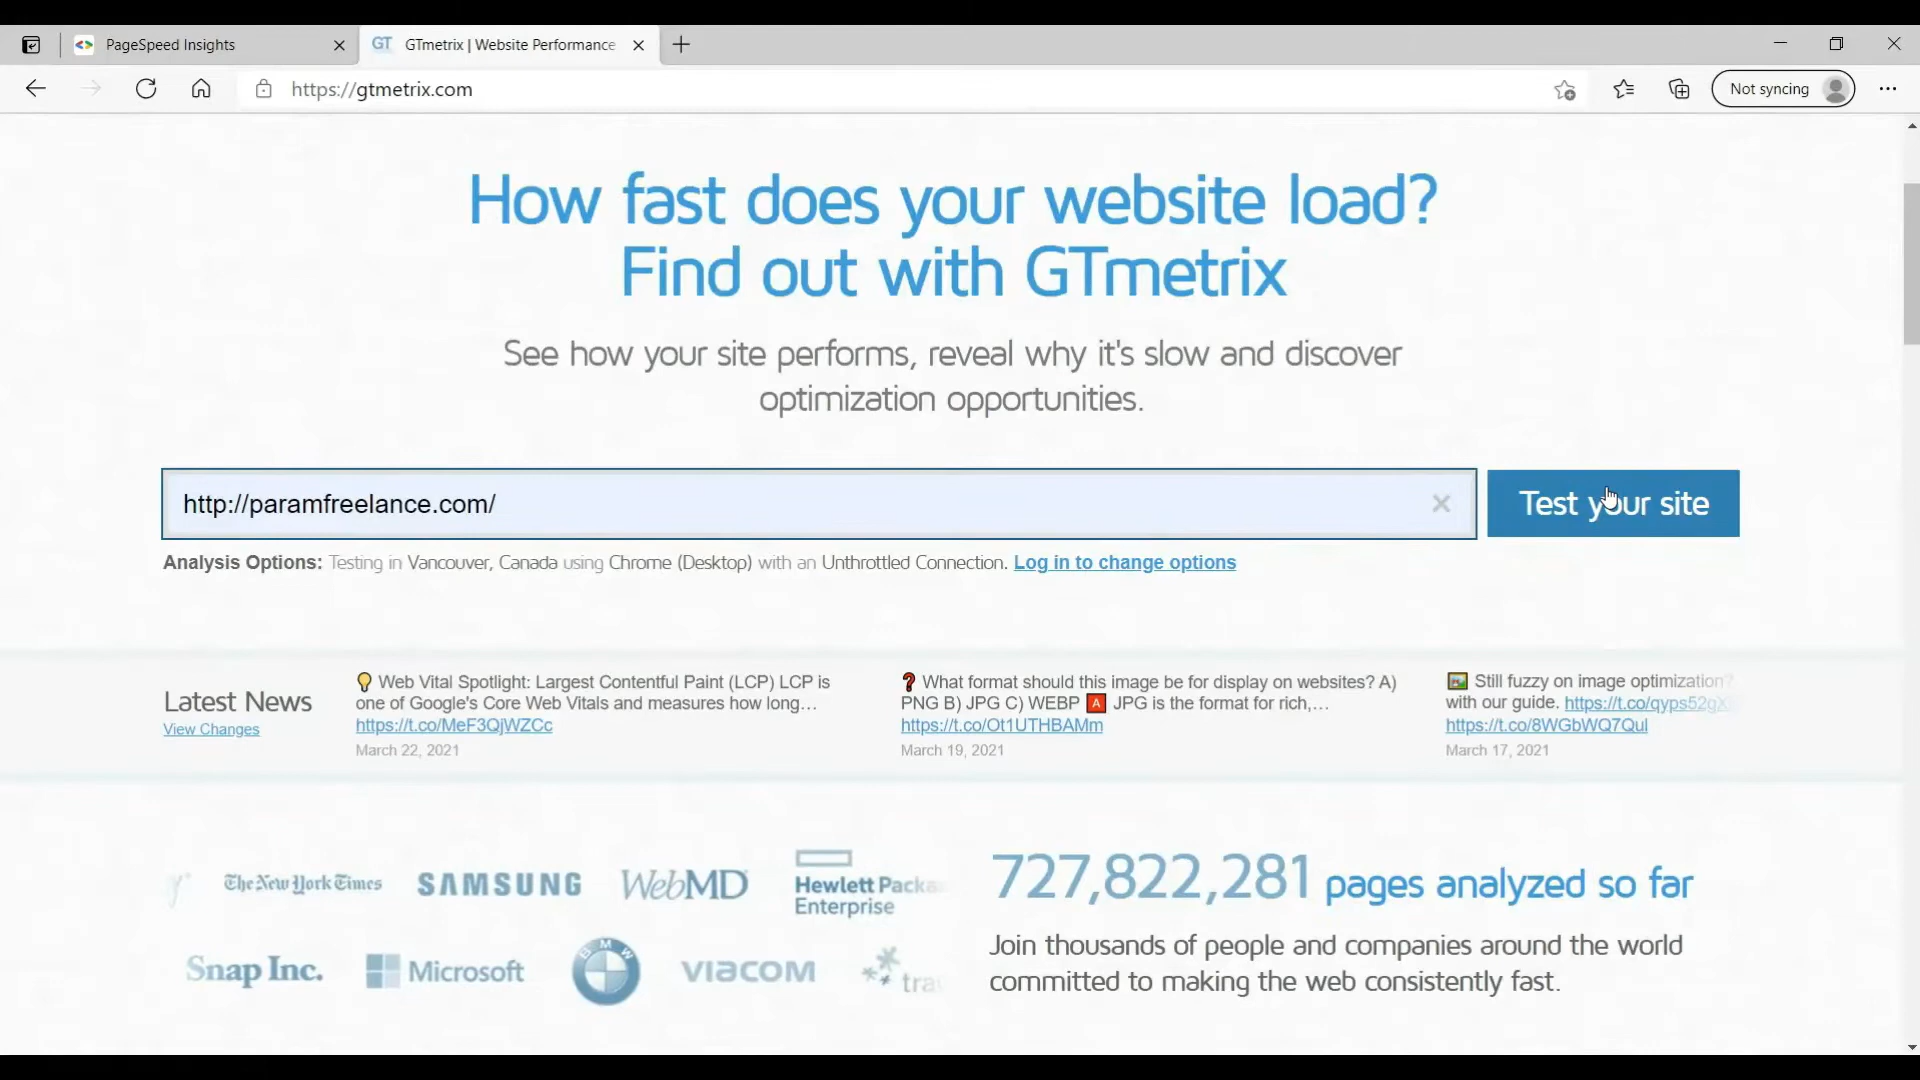 PageSpeed Insights
GT GTmetrix | Website Performance
https://gtmetrix.com
Not syncing
How fast does your website load?
Find out with GTmetrix
See how your site performs, reveal why it's slow and discover
optimization opportunities.
http://paramfreelance.com/
Test your site
Analysis Options: Testing in Vancouver, Canada using Chrome (Desktop) with an Unthrottled Connection. Log in to change options
Latest News
View Changes
💡 Web Vital Spotlight: Largest Contentful Paint (LCP) LCP is
one of Google's Core Web Vitals and measures how long...
https://t.co/MeF3QjWZCc
March 22, 2021
❓ What format should this image be for display on websites? A)
PNG B) JPG C) WEBP 🅰 JPG is the format for rich,...
https://t.co/Ot1UTHBAMm
March 19, 2021
🖼 Still fuzzy on image optimization?
with our guide. https://t.co/qyps52g
https://t.co/8WGbWQ7Qul
March 17, 2021
The New York Times
SAMSUNG
WebMD
Hewlett Packa
Enterprise
Snap Inc.
Microsoft
BMW
VIACOM
tra
727,822,281 pages analyzed so far
Join thousands of people and companies around the world
committed to making the web consistently fast.